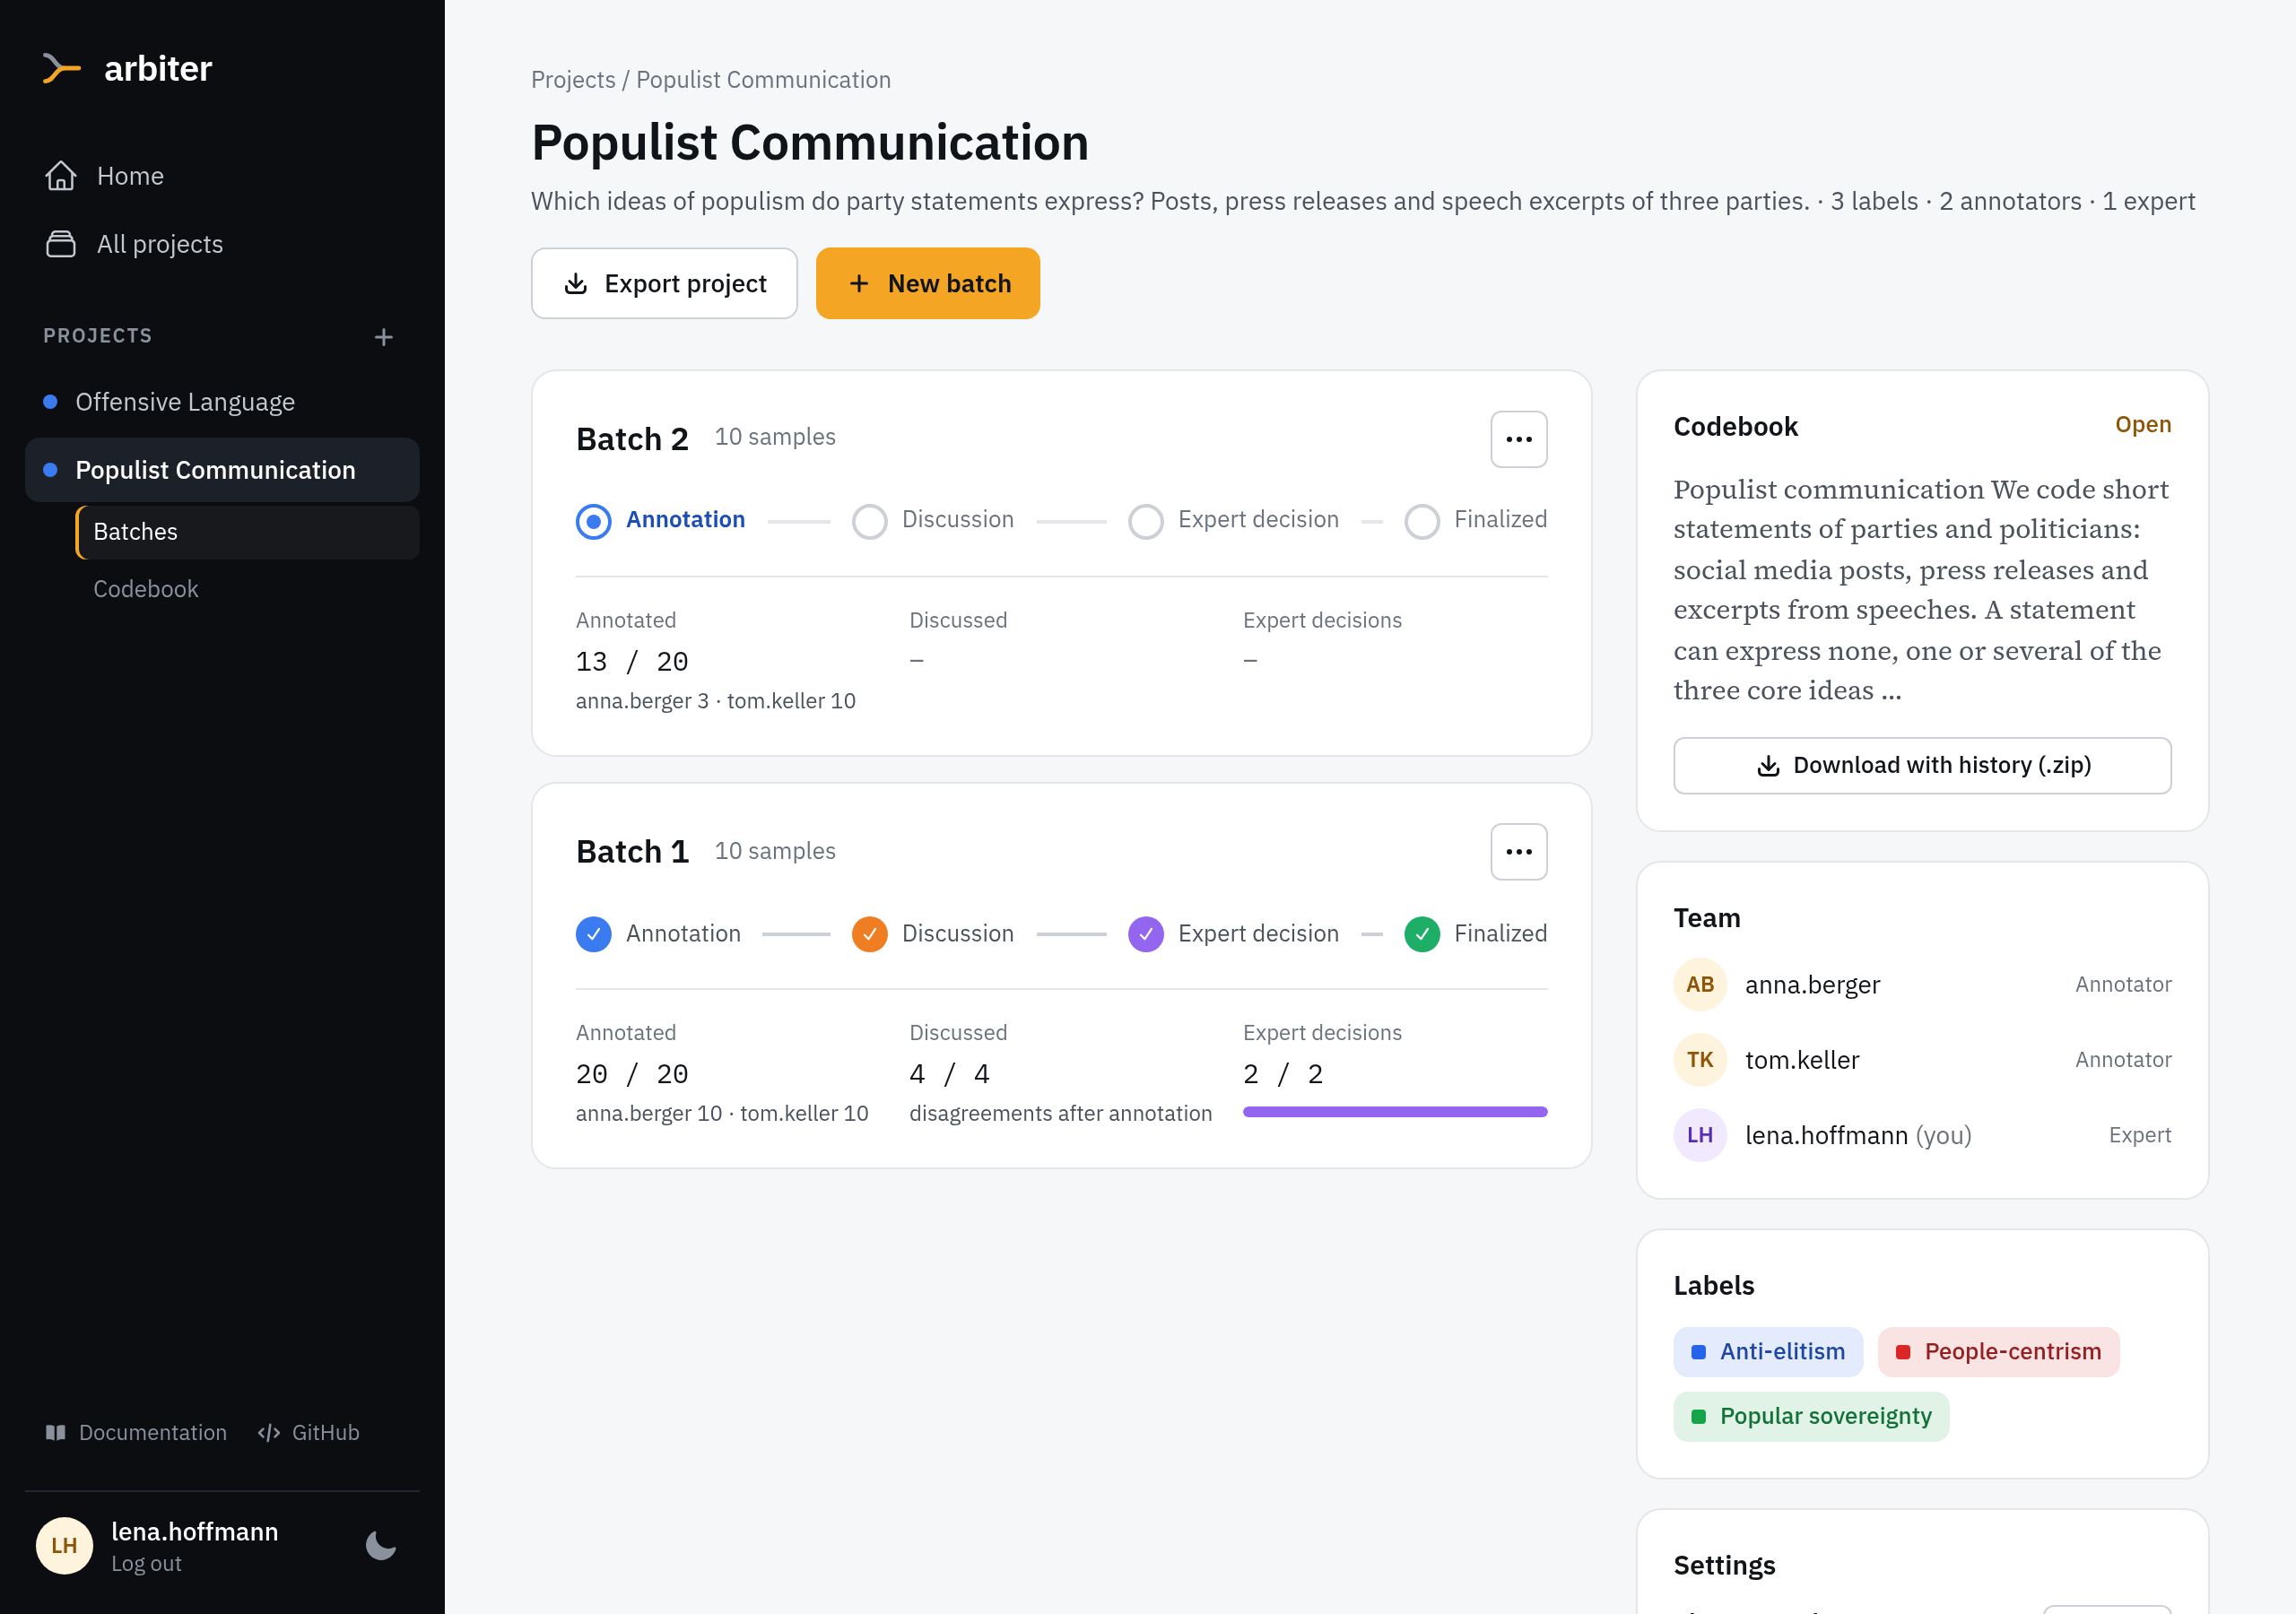 arbiter
Home
All projects
PROJECTS
Offensive Language
Populist Communication
Batches
Codebook
Documentation
GitHub
LH
lena.hoffmann
Log out
Projects / Populist Communication
Populist Communication
Which ideas of populism do party statements express? Posts, press releases and speech excerpts of three parties. · 3 labels · 2 annotators · 1 expert
Export project
New batch
Batch 2 10 samples
Annotation Discussion Expert decision Finalized
Annotated Discussed Expert decisions
13 / 20 – –
anna.berger 3 · tom.keller 10
Batch 1 10 samples
Annotation Discussion Expert decision Finalized
Annotated Discussed Expert decisions
20 / 20 4 / 4 2 / 2
anna.berger 10 · tom.keller 10 disagreements after annotation
Codebook Open
Populist communication We code short
statements of parties and politicians:
social media posts, press releases and
excerpts from speeches. A statement
can express none, one or several of the
three core ideas ...
Download with history (.zip)
Team
AB anna.berger Annotator
TK tom.keller Annotator
LH lena.hoffmann (you) Expert
Labels
Anti-elitism People-centrism
Popular sovereignty
Settings